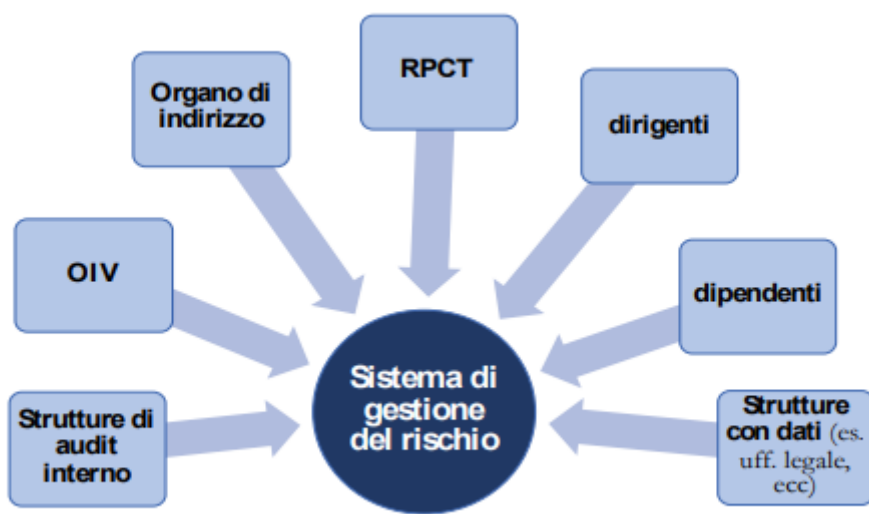 RPCT
Organo di
indirizzo
dirigenti
OIV
dipendenti
Sistema di
gestione
del rischio
Strutture di
audit
interno
Strutture
con dati (es.
uff. legale,
ecc)